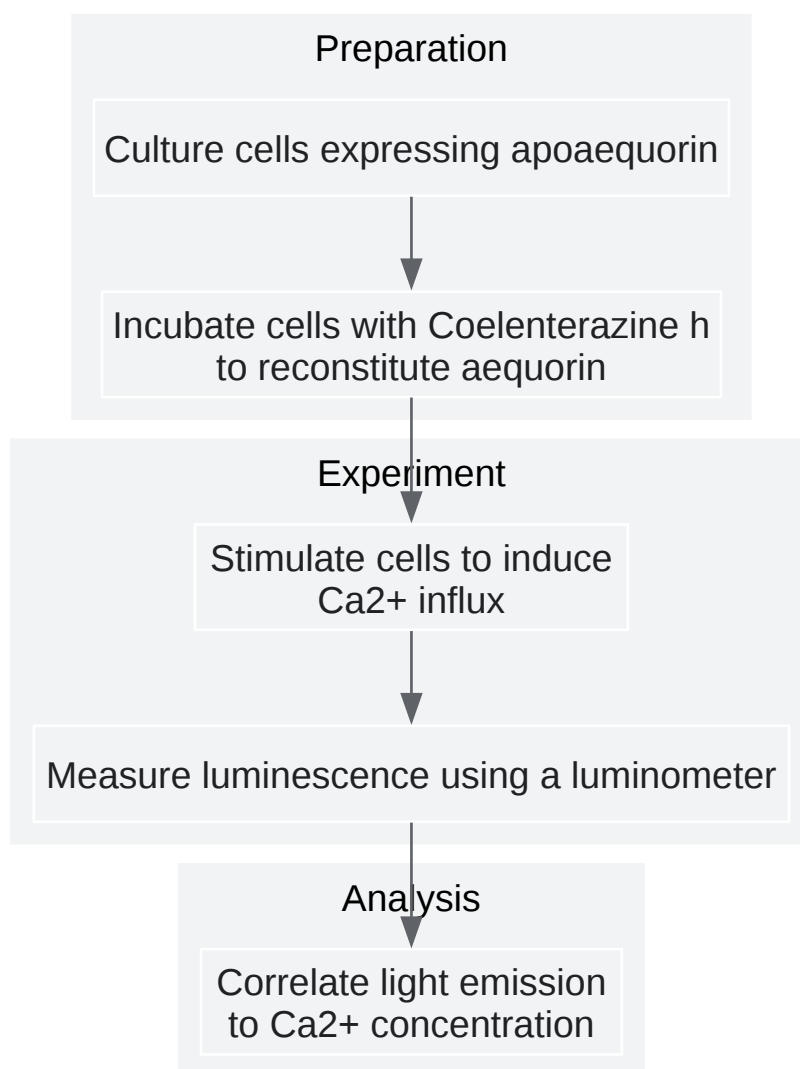 Preparation
Culture cells expressing apoaequorin
Incubate cells with Coelenterazine h
to reconstitute aequorin
Experiment
Stimulate cells to induce
Ca2+ influx
Measure luminescence using a luminometer
Analysis
Correlate light emission
to Ca2+ concentration